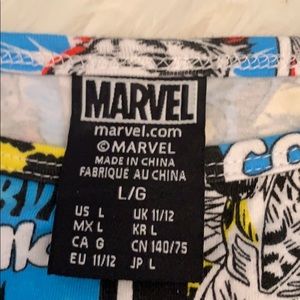 MARVEL
marvel.com
©MARVEL
MADE IN CHINA
FABRIQUE AU CHINA
L/G
US L UK 11/12
MX L KR L
CA G CN 140/75
EU 11/12 JP L